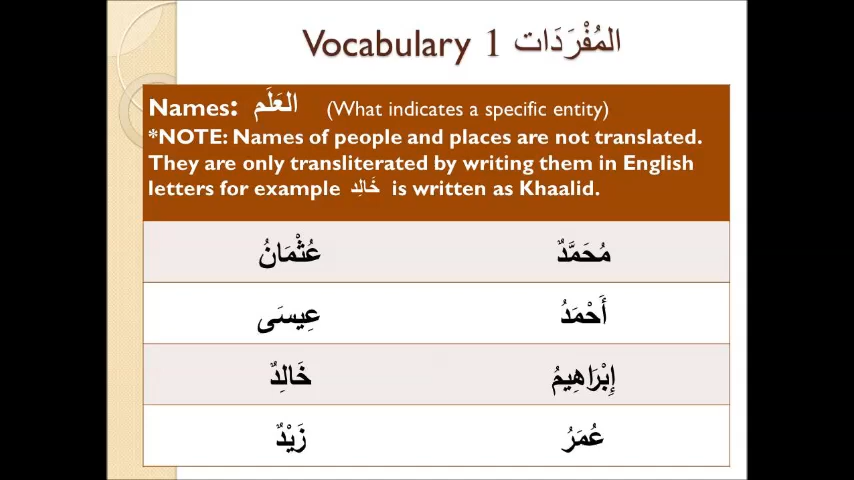 Vocabulary 1 المُفْرَدَات
Names: العَلَم (What indicates a specific entity)
*NOTE: Names of people and places are not translated.
They are only transliterated by writing them in English
letters for example خَالِد is written as Khaalid.
مُحَمَّدٌ عُثْمَانُ
أَحْمَدُ عِيسَى
إِبْرَاهِيمُ خَالِدٌ
عُمَرُ زَيْدٌ